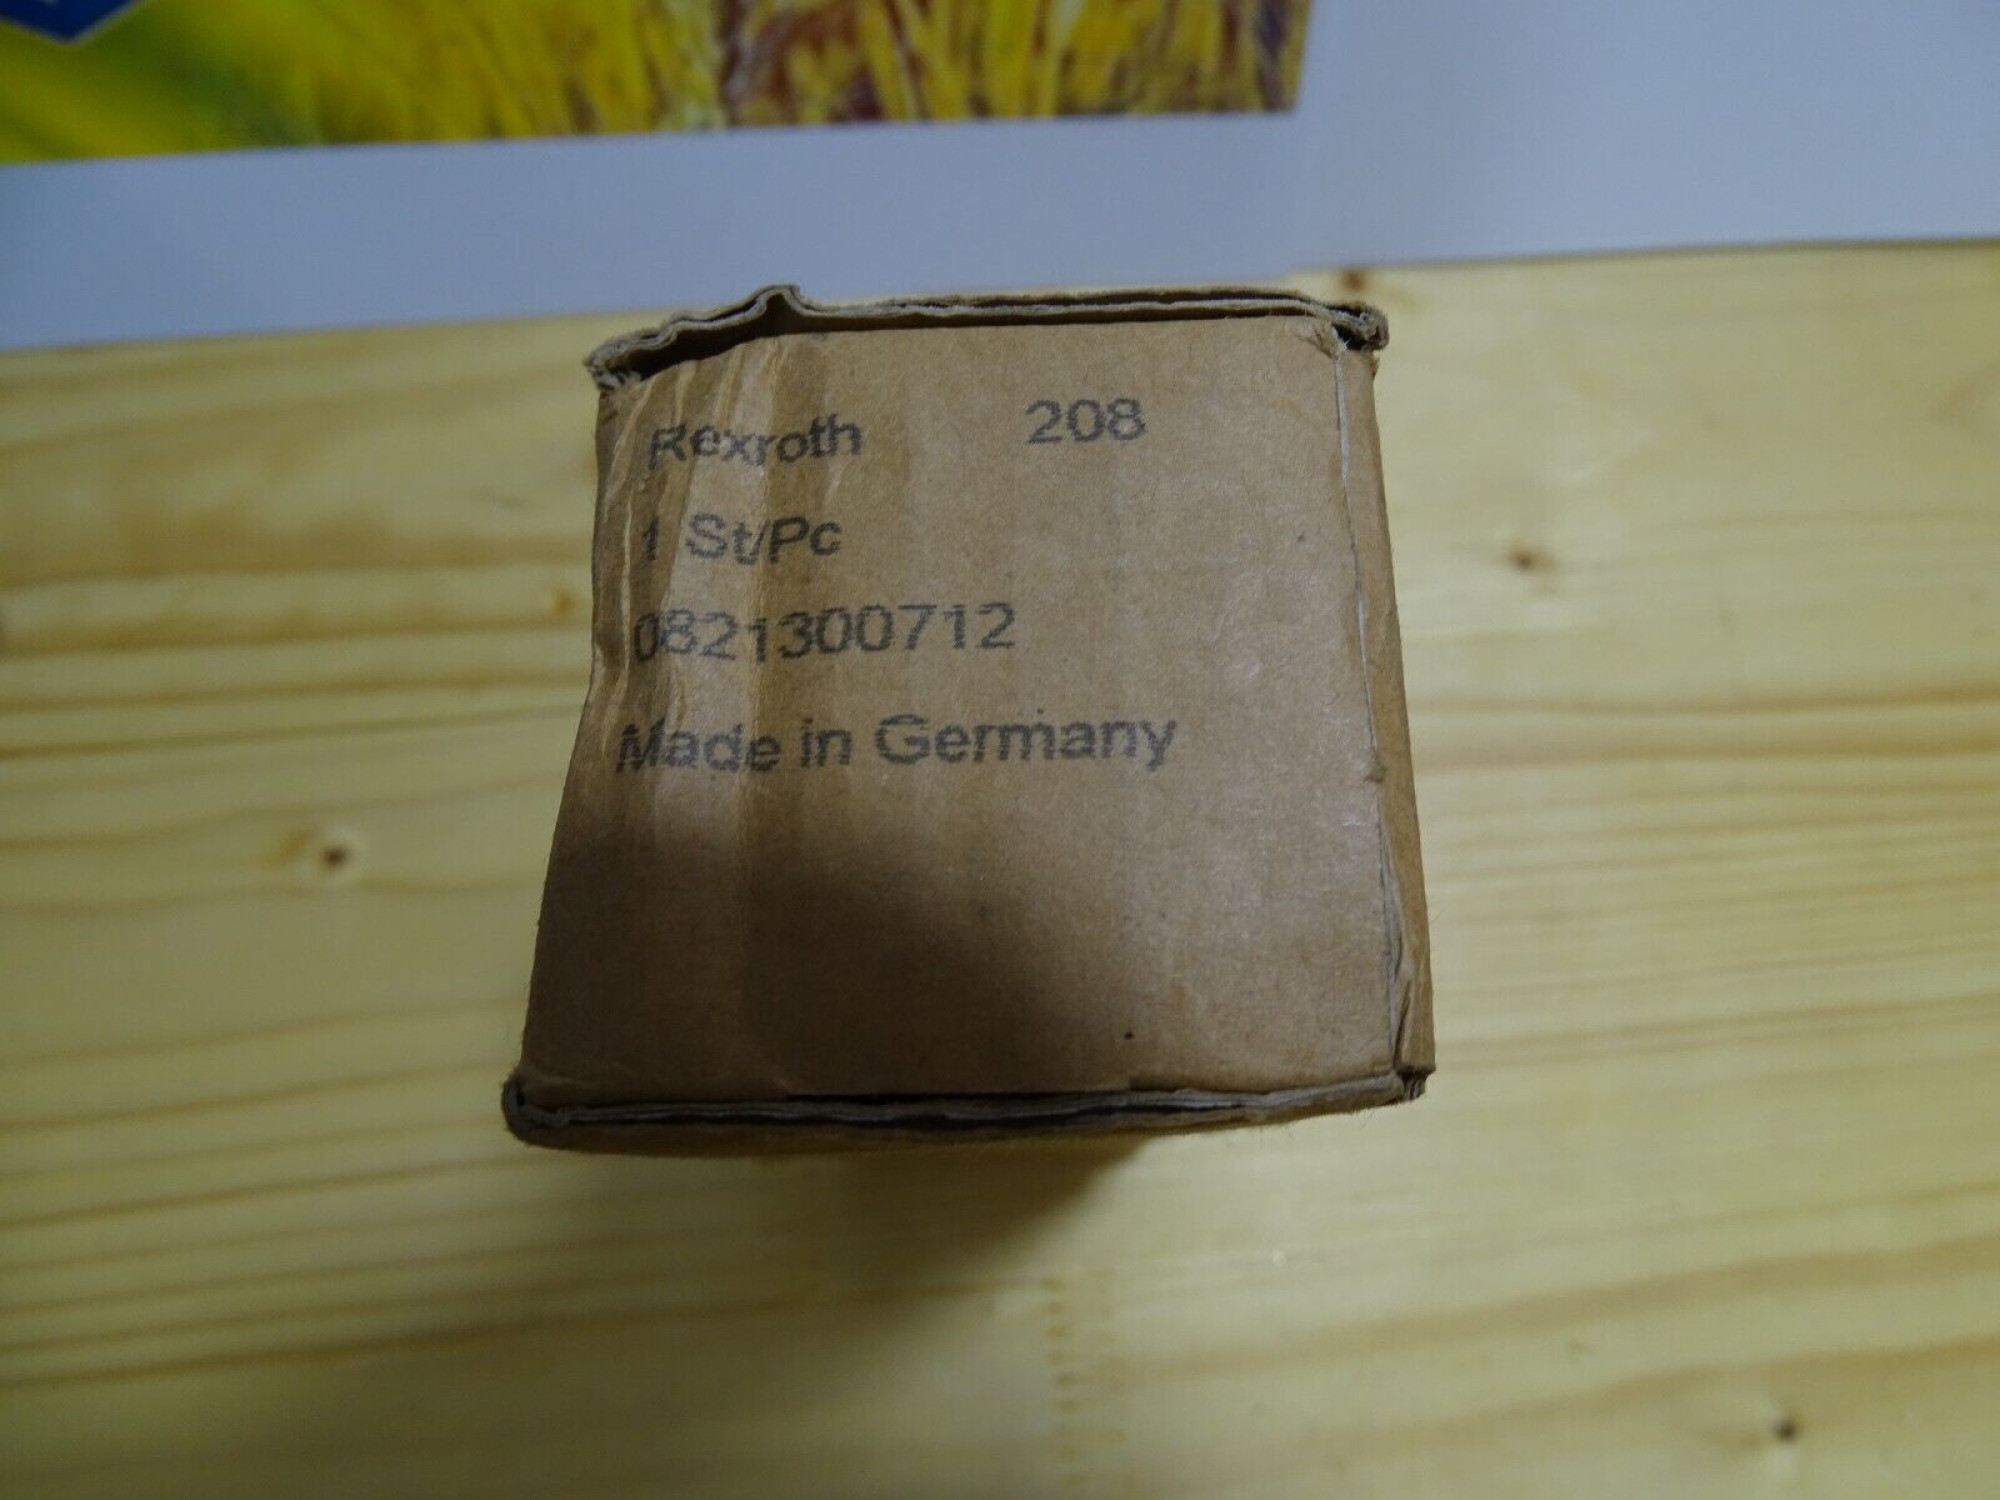 Rexroth 208
1 St/Pc
0821300712
Made in Germany